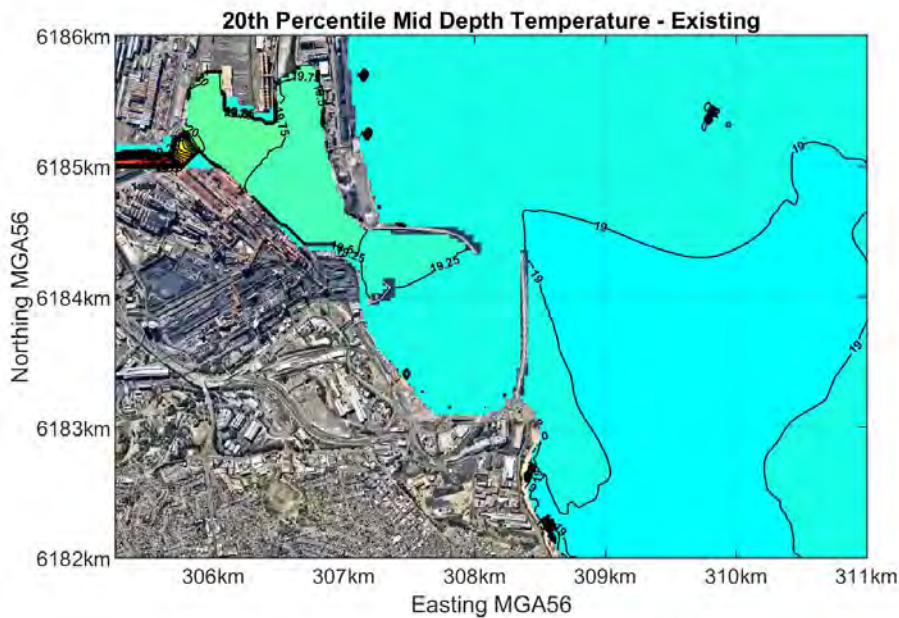 20th Percentile Mid Depth Temperature - Existing
6186km
19.75
19.75
6185km
19
19
Northing MGA56
19.25
6184km
19
19
6183km
19
6182km
306km
307km
308km
309km
310km
311km
Easting MGA56